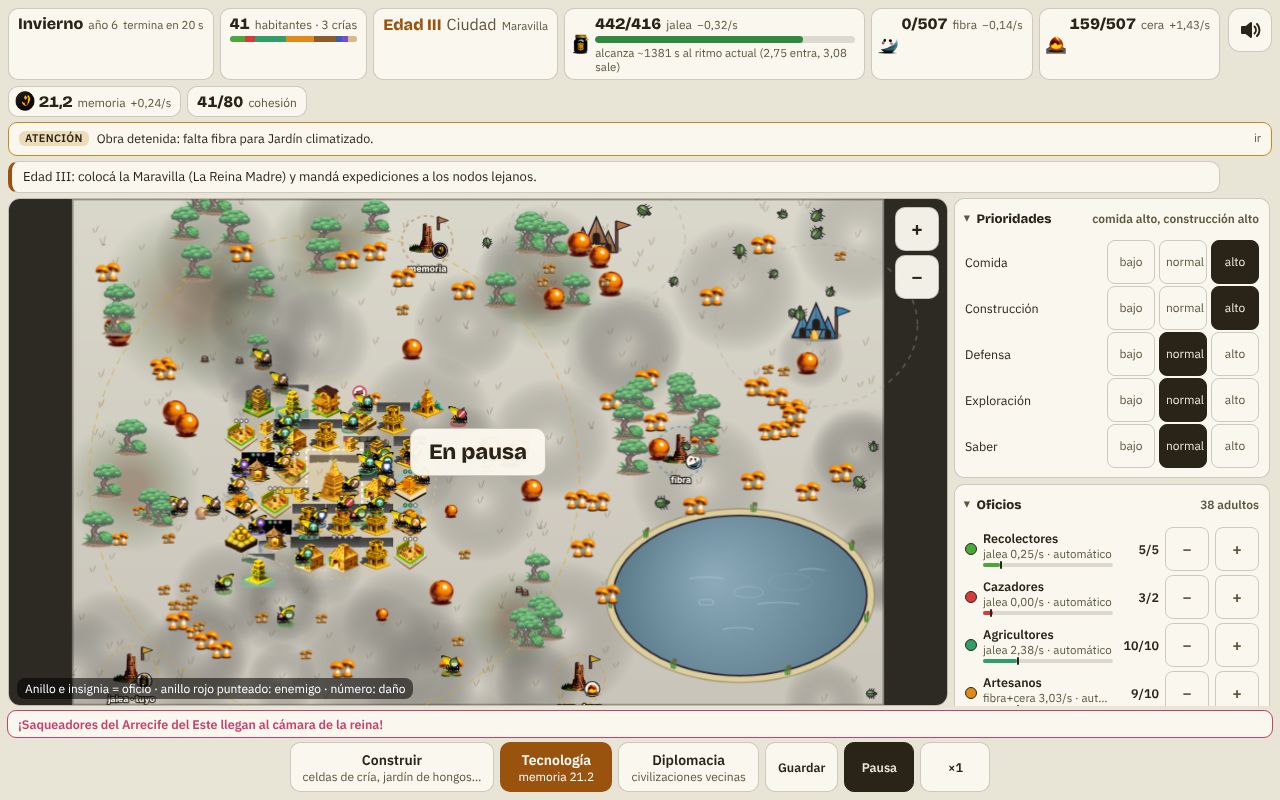 Invierno año 6 termina en 20 s
41 habitantes · 3 crías
Edad III Ciudad Maravilla
442/416 jalea −0,32/s
alcanza ~1381 s al ritmo actual (2,75 entra, 3,08 sale)
0/507 fibra −0,14/s
159/507 cera +1,43/s
21,2 memoria +0,24/s
41/80 cohesión
ATENCIÓN Obra detenida: falta fibra para Jardín climatizado. ir
Edad III: colocá la Maravilla (La Reina Madre) y mandá expediciones a los nodos lejanos.
+
−
memoria
En pausa
fibra
jalea · tuyo
Anillo e insignia = oficio · anillo rojo punteado: enemigo · número: daño
▼ Prioridades comida alto, construcción alto
Comida bajo normal alto
Construcción bajo normal alto
Defensa bajo normal alto
Exploración bajo normal alto
Saber bajo normal alto
▼ Oficios 38 adultos
Recolectores
jalea 0,25/s · automático 5/5 − +
Cazadores
jalea 0,00/s · automático 3/2 − +
Agricultores
jalea 2,38/s · automático 10/10 − +
Artesanos
fibra+cera 3,03/s · aut... 9/10 − +
¡Saqueadores del Arrecife del Este llegan al cámara de la reina!
Construir
celdas de cría, jardín de hongos...
Tecnología
memoria 21.2
Diplomacia
civilizaciones vecinas
Guardar
Pausa
×1